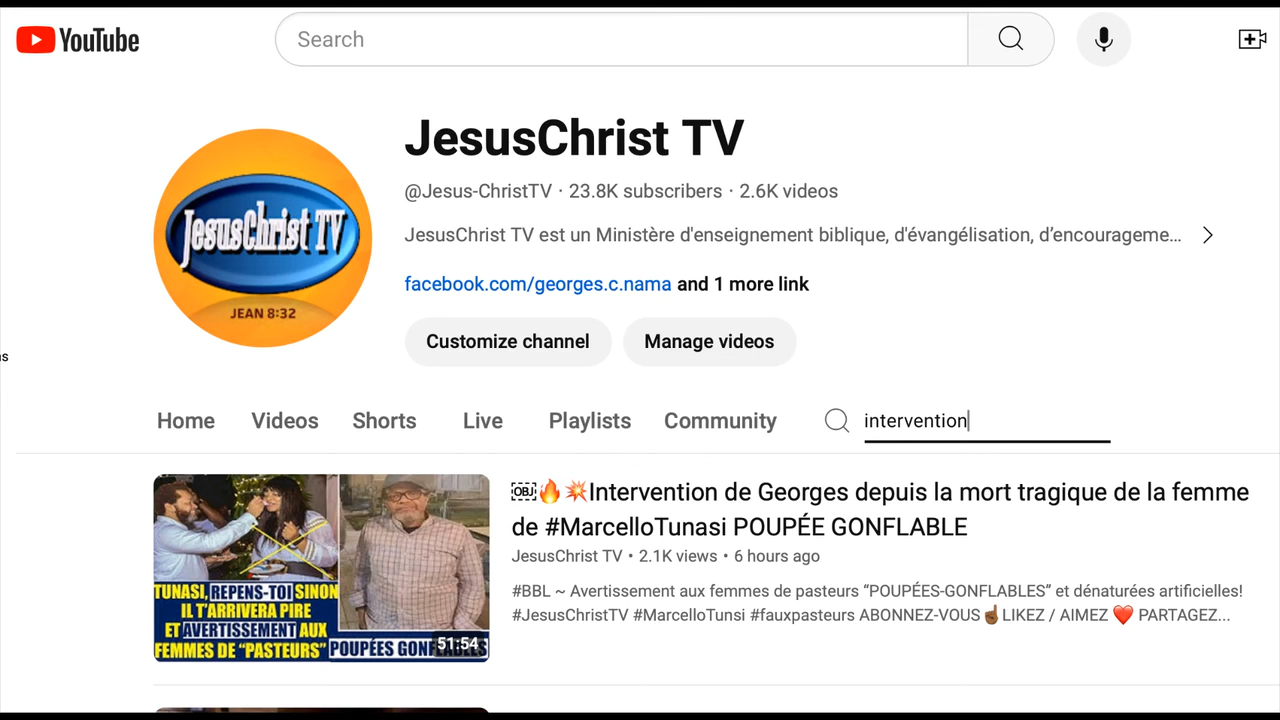 YouTube
Search
JesusChrist TV
JesusChrist TV
JEAN 8:32
@Jesus-ChristTV · 23.8K subscribers · 2.6K videos
JesusChrist TV est un Ministère d'enseignement biblique, d'évangélisation, d’encourageme...
facebook.com/georges.c.nama and 1 more link
Customize channel
Manage videos
Home Videos Shorts Live Playlists Community intervention
OBJ🔥💥Intervention de Georges depuis la mort tragique de la femme
de #MarcelloTunasi POUPÉE GONFLABLE
JesusChrist TV • 2.1K views • 6 hours ago
#BBL ~ Avertissement aux femmes de pasteurs “POUPÉES-GONFLABLES” et dénaturées artificielles!
#JesusChristTV #MarcelloTunsi #fauxpasteurs ABONNEZ-VOUS☝🏾LIKEZ / AIMEZ ❤️ PARTAGEZ...
TUNASI, REPENS-TOI SINON
IL T'ARRIVERA PIRE
ET AVERTISSEMENT AUX
FEMMES DE “PASTEURS” POUPÉES GONFLABLES
51:54